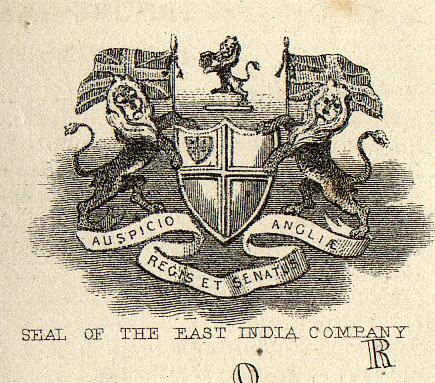 AUSPICIO
REGIS ET SENATUS
ANGLIÆ
SEAL OF THE EAST INDIA COMPANY
R
O